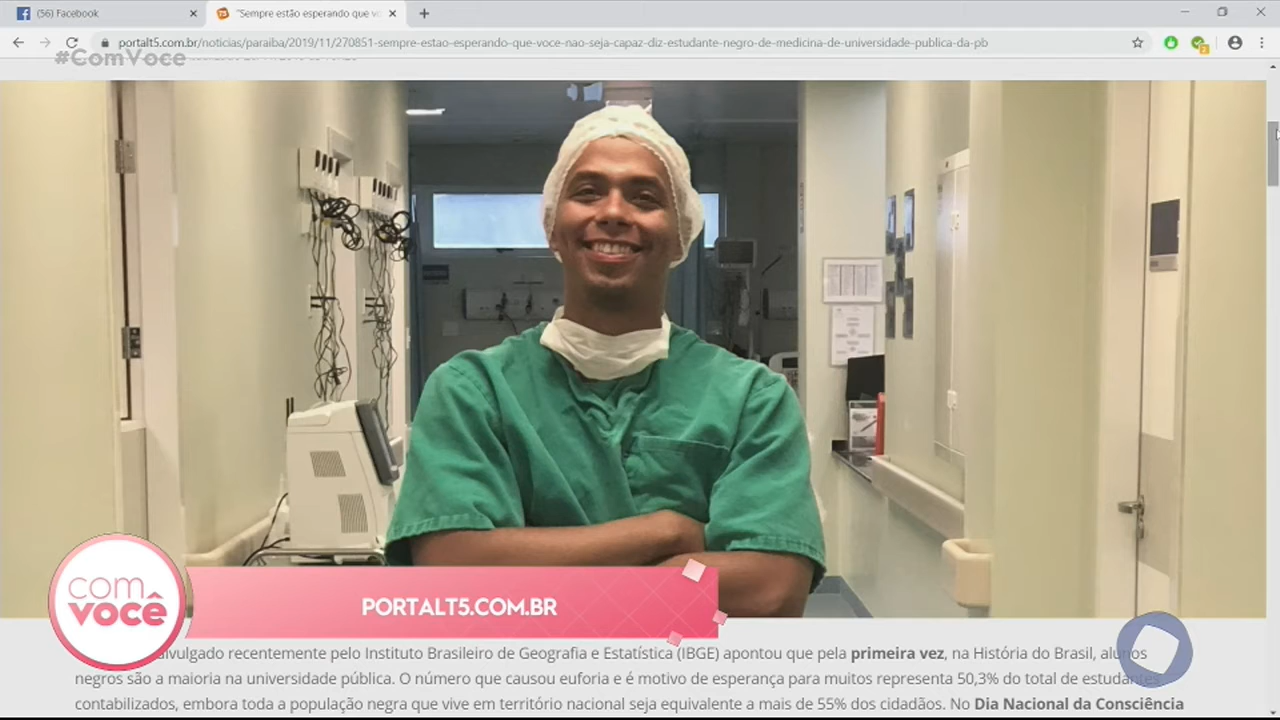 (56) Facebook
"Sempre estão esperando que vo
portalt5.com.br/noticias/paraiba/2019/11/270851-sempre-estao-esperando-que-voce-nao-seja-capaz-diz-estudante-negro-de-medicina-de-universidade-publica-da-pb
#ComVoce
com
você
PORTALT5.COM.BR
divulgado recentemente pelo Instituto Brasileiro de Geografia e Estatística (IBGE) apontou que pela primeira vez, na História do Brasil, alunos
negros são a maioria na universidade pública. O número que causou euforia e é motivo de esperança para muitos representa 50,3% do total de estudantes
contabilizados, embora toda a população negra que vive em território nacional seja equivalente a mais de 55% dos cidadãos. No Dia Nacional da Consciência